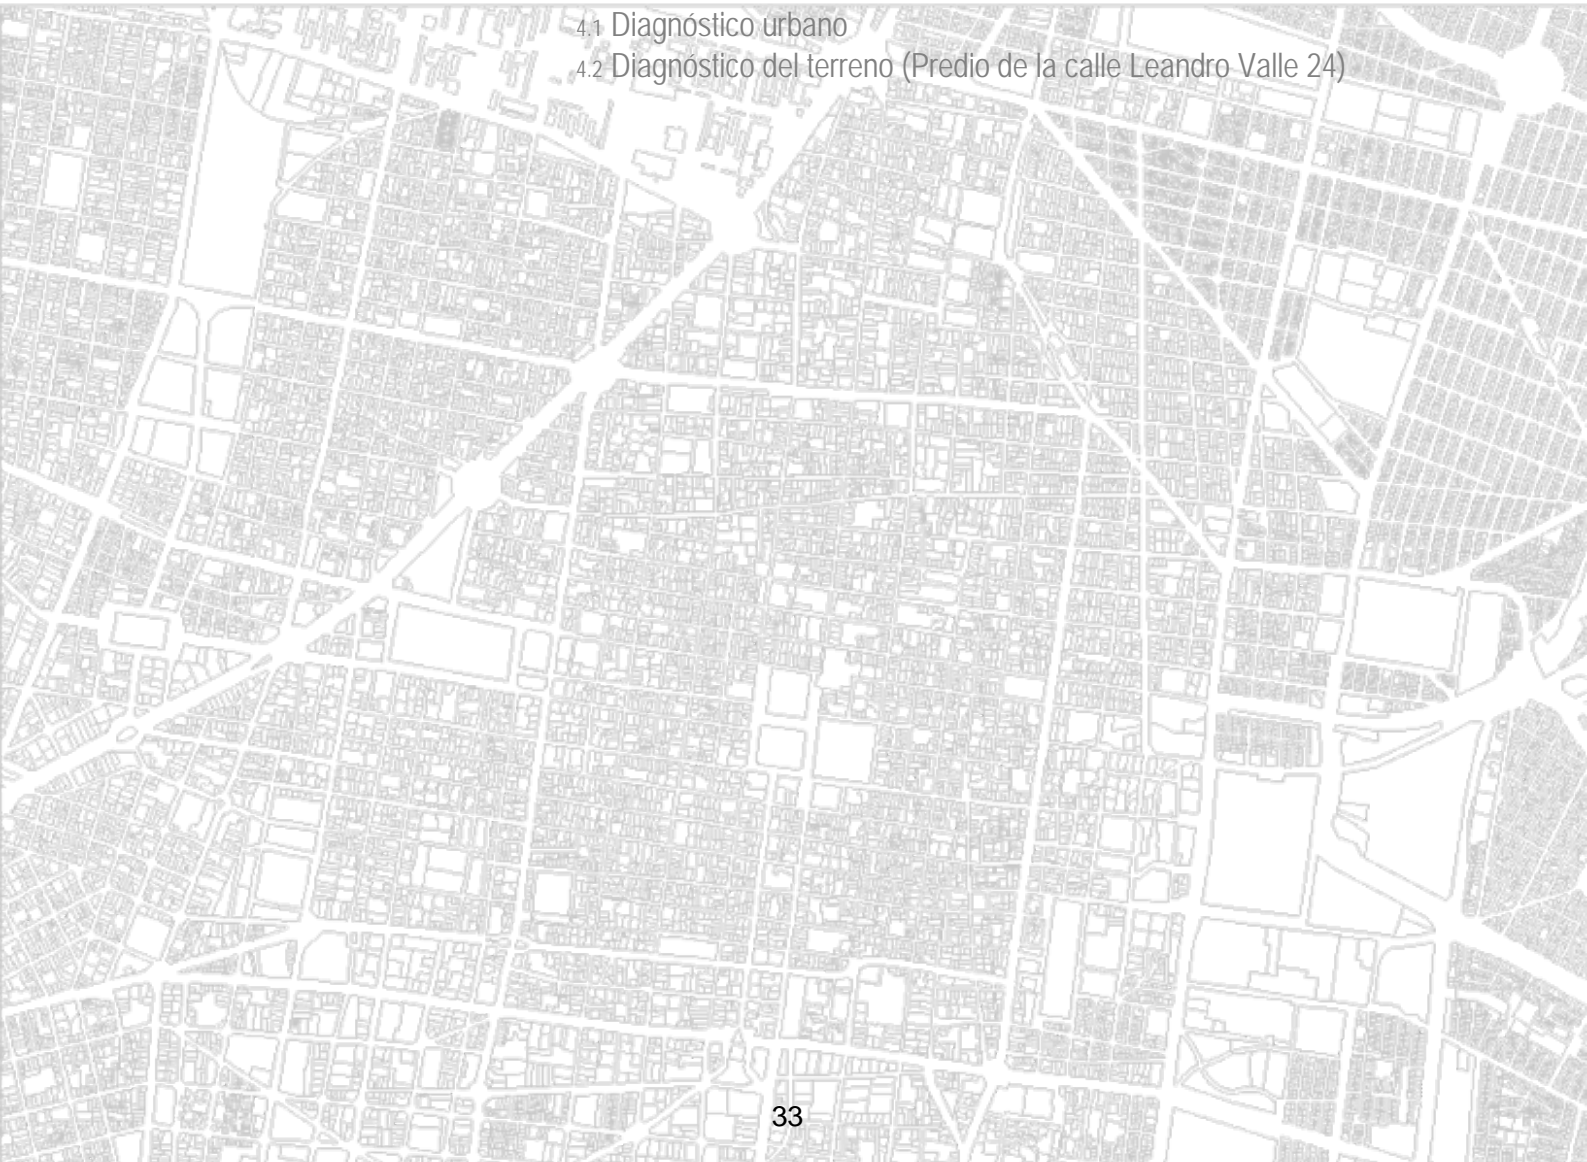 4.1 Diagnóstico urbano
4.2 Diagnóstico del terreno (Predio de la calle Leandro Valle 24)
33